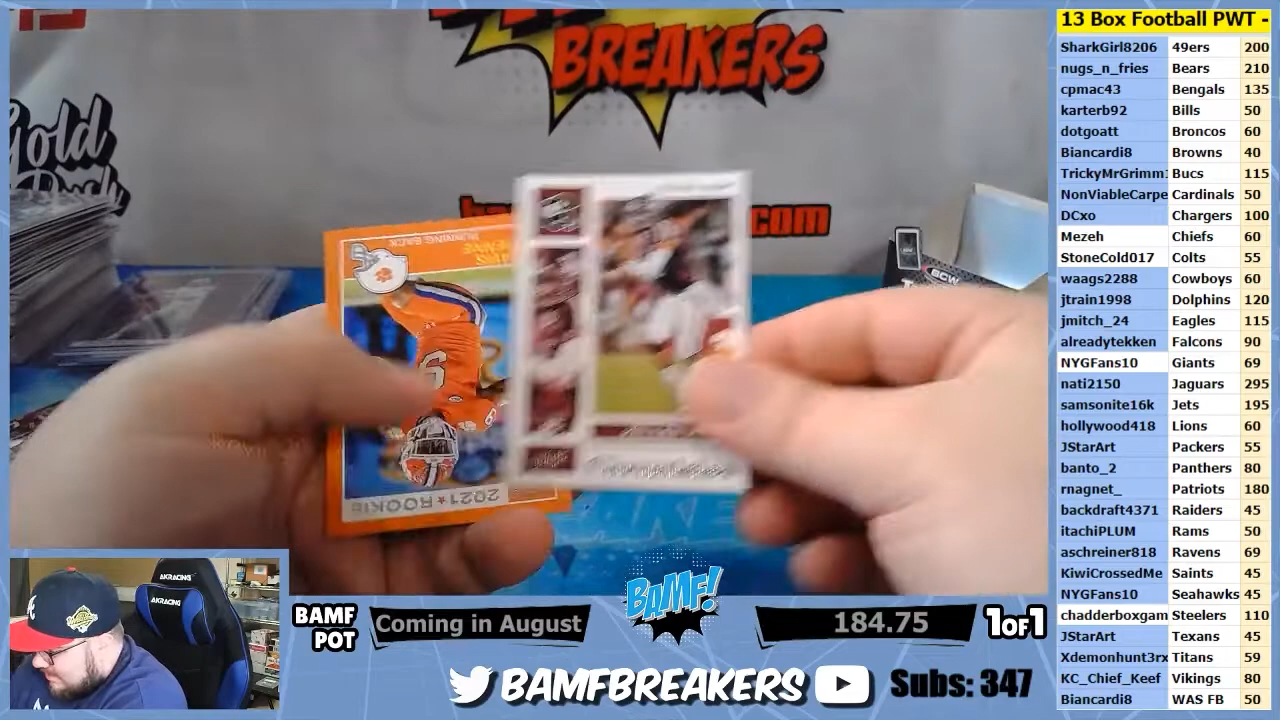 BREAKERS
Gold
.com
RUNNING BACK
2021 ★ ROOKIE
BCW
13 Box Football PWT -
SharkGirl8206 49ers 200
nugs_n_fries Bears 210
cpmac43 Bengals 135
karterb92 Bills 50
dotgoatt Broncos 60
Biancardi8 Browns 40
TrickyMrGrimm Bucs 115
NonViableCarpe Cardinals 50
DCxo Chargers 100
Mezeh Chiefs 60
StoneCold017 Colts 55
waags2288 Cowboys 60
jtrain1998 Dolphins 120
jmitch_24 Eagles 115
alreadytekken Falcons 90
NYGFans10 Giants 69
nati2150 Jaguars 295
samsonite16k Jets 195
hollywood418 Lions 60
JStarArt Packers 55
banto_2 Panthers 80
rnagnet_ Patriots 180
backdraft4371 Raiders 45
itachiPLUM Rams 50
aschreiner818 Ravens 69
KiwiCrossedMe Saints 45
NYGFans10 Seahawks 45
chadderboxgam Steelers 110
JStarArt Texans 45
Xdemonhunt3rx Titans 59
KC_Chief_Keef Vikings 80
Biancardi8 WAS FB 50
AKRACING
AKRACING
BAMF POT
Coming in August
BAMF!
184.75
1OF1
BAMFBREAKERS
Subs: 347